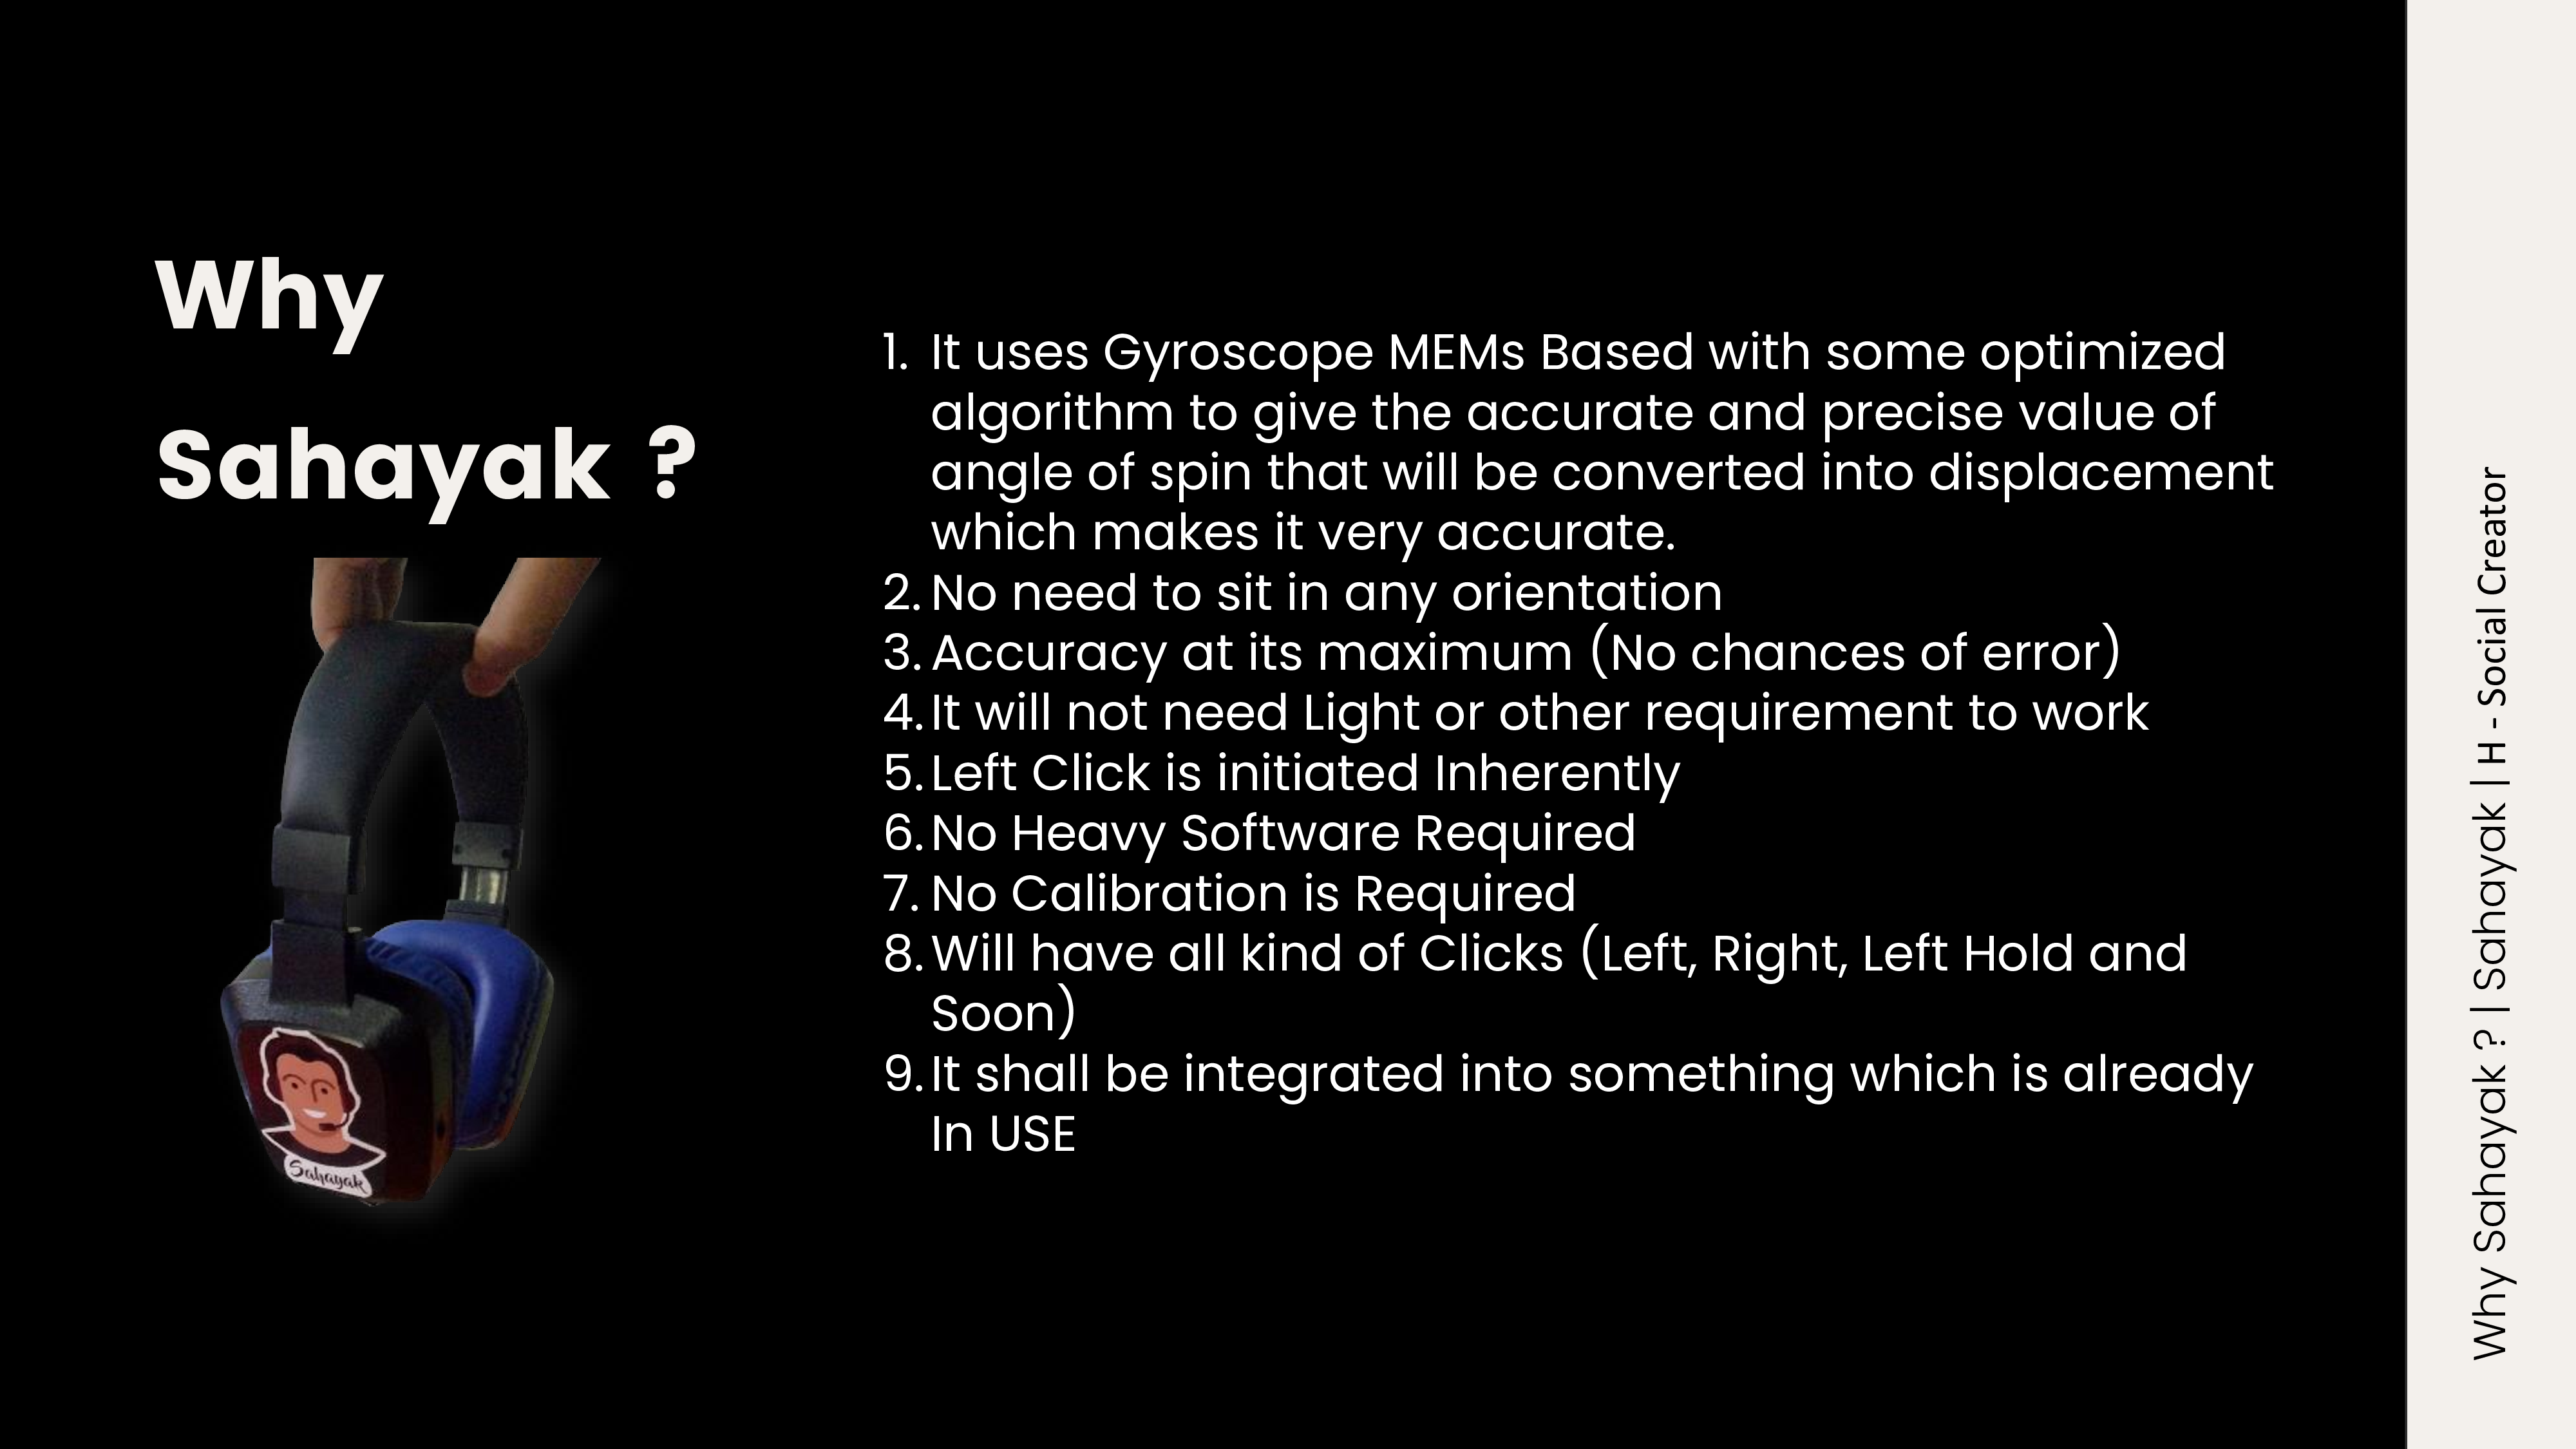 Why
Sahayak ?
1. It uses Gyroscope MEMs Based with some optimized
algorithm to give the accurate and precise value of
angle of spin that will be converted into displacement
which makes it very accurate.
2. No need to sit in any orientation
3. Accuracy at its maximum (No chances of error)
4. It will not need Light or other requirement to work
5. Left Click is initiated Inherently
6. No Heavy Software Required
7. No Calibration is Required
8. Will have all kind of Clicks (Left, Right, Left Hold and
Soon)
9. It shall be integrated into something which is already
In USE
Sahayak
Why Sahayak ? | Sahayak | H - Social Creator